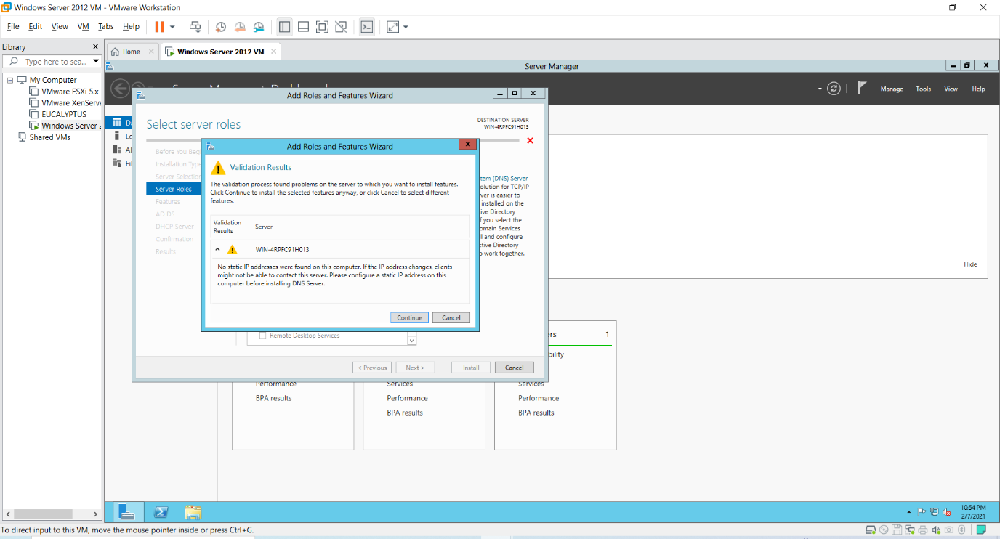 Windows Server 2012 VM - VMware Workstation
File Edit View VM Tabs Help
Library
Type here to sea...
My Computer
VMware ESXi 5.x
VMware XenServe
EUCALYPTUS
Windows Server 2
Shared VMs
Home
Windows Server 2012 VM
Server Manager
Manage Tools View Help
Add Roles and Features Wizard
Select server roles
DESTINATION SERVER
WIN-4RPFC91H013
Before You Begi
Installation Type
Server Selection
Server Roles
Features
AD DS
DHCP Server
Confirmation
Results
Add Roles and Features Wizard
Validation Results
The validation process found problems on the server to which you want to install features.
Click Continue to install the selected features anyway, or click Cancel to select different
features.
Validation
Results
Server
WIN-4RPFC91H013
No static IP addresses were found on this computer. If the IP address changes, clients
might not be able to contact this server. Please configure a static IP address on this
computer before installing DNS Server.
Continue Cancel
tem (DNS) Server
olution for TCP/IP
rver is easier to
installed on the
tive Directory
f you select the
omain Services
ll and configure
ctive Directory
o work together.
Remote Desktop Services
< Previous Next > Install Cancel
Hide
ers 1
bility
Performance
BPA results
Services
Performance
BPA results
Services
Performance
BPA results
10:54 PM
2/7/2021
To direct input to this VM, move the mouse pointer inside or press Ctrl+G.